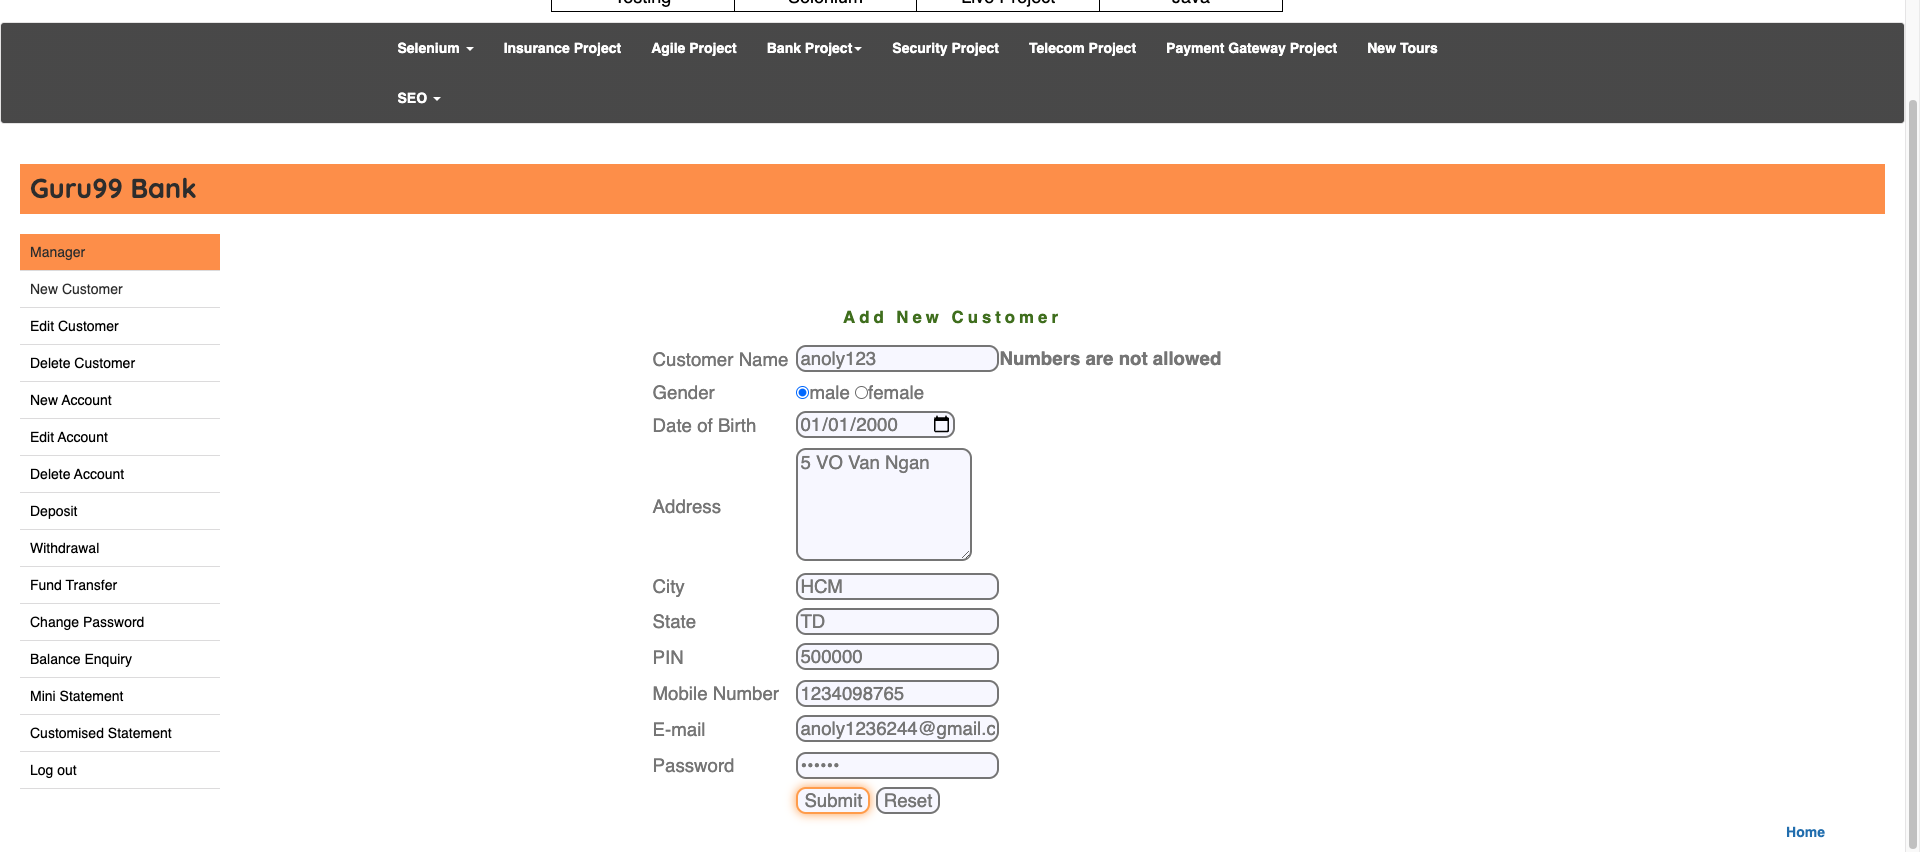 Testing Selenium Live Project Java
Selenium Insurance Project Agile Project Bank Project Security Project Telecom Project Payment Gateway Project New Tours
SEO
Guru99 Bank
Manager
New Customer
Edit Customer
Delete Customer
New Account
Edit Account
Delete Account
Deposit
Withdrawal
Fund Transfer
Change Password
Balance Enquiry
Mini Statement
Customised Statement
Log out
Add New Customer
Customer Name anoly123 Numbers are not allowed
Gender male female
Date of Birth 01/01/2000
Address 5 VO Van Ngan
City HCM
State TD
PIN 500000
Mobile Number 1234098765
E-mail anoly1236244@gmail.c
Password ••••••
Submit Reset
Home